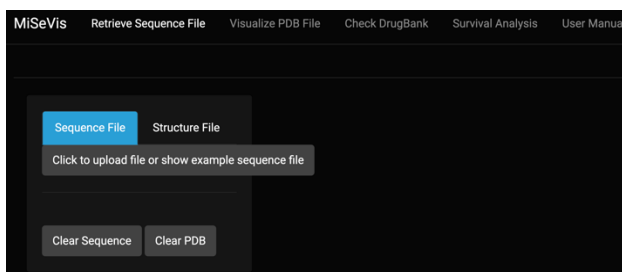 MiSeVis Retrieve Sequence File Visualize PDB File Check DrugBank Survival Analysis User Manua
Sequence File Structure File
Click to upload file or show example sequence file
Clear Sequence Clear PDB